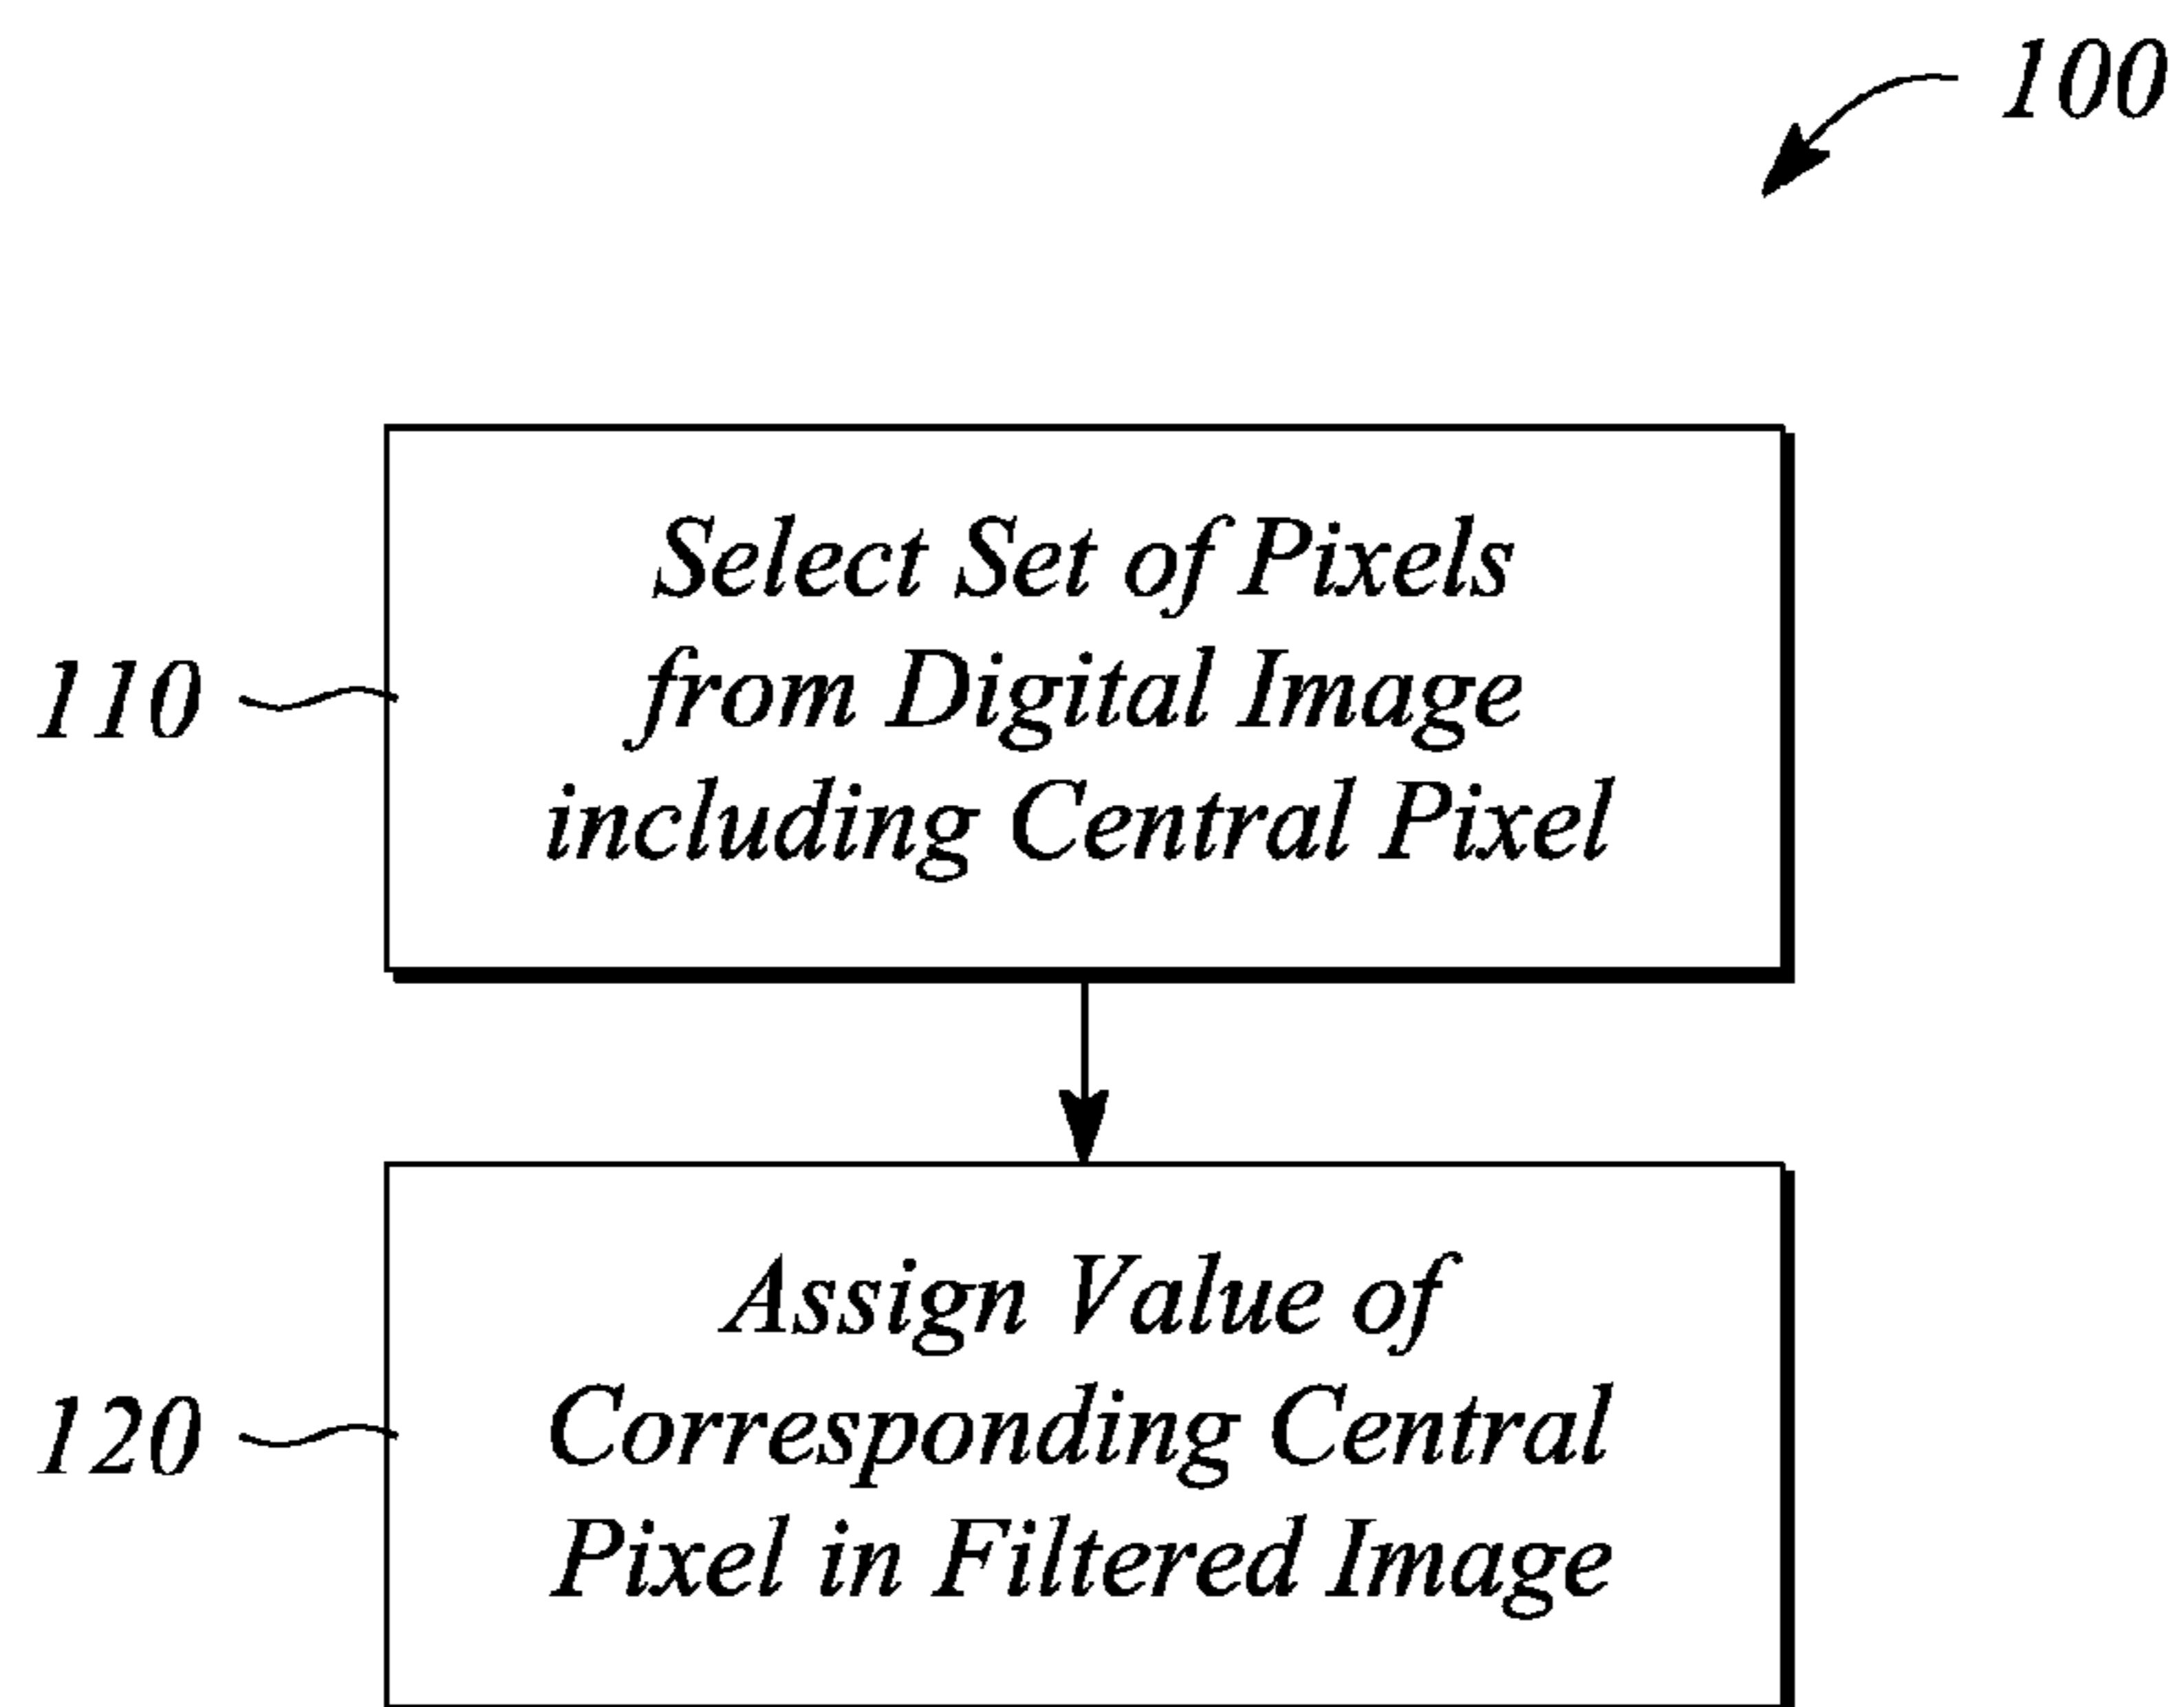 100
Select Set of Pixels
from Digital Image
including Central Pixel
110
Assign Value of
Corresponding Central
Pixel in Filtered Image
120